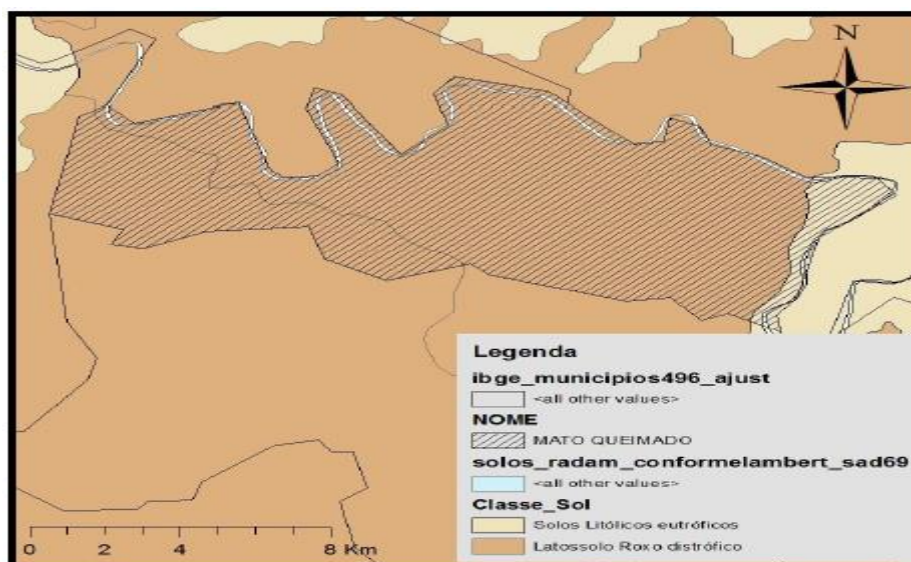 N
Legenda
ibge_municipios496_ajust
<all other values>
NOME
MATO QUEIMADO
solos_radam_conformelambert_sad69
<all other values>
Classe_Sol
Solos Litólicos eutróficos
Latossolo Roxo distrófico
0 2 4 8 Km